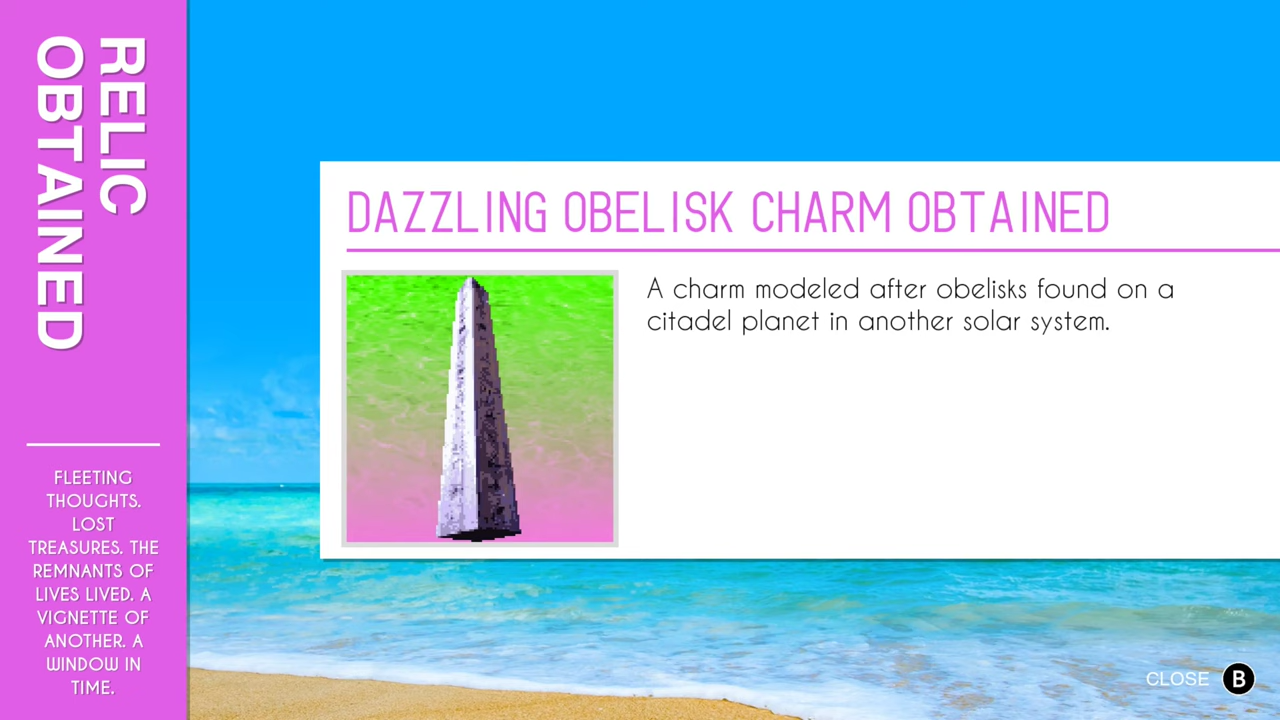 RELIC
OBTAINED
FLEETING
THOUGHTS.
LOST
TREASURES. THE
REMNANTS OF
LIVES LIVED. A
VIGNETTE OF
ANOTHER. A
WINDOW IN
TIME.
DAZZLING OBELISK CHARM OBTAINED
A charm modeled after obelisks found on a
citadel planet in another solar system.
CLOSE B